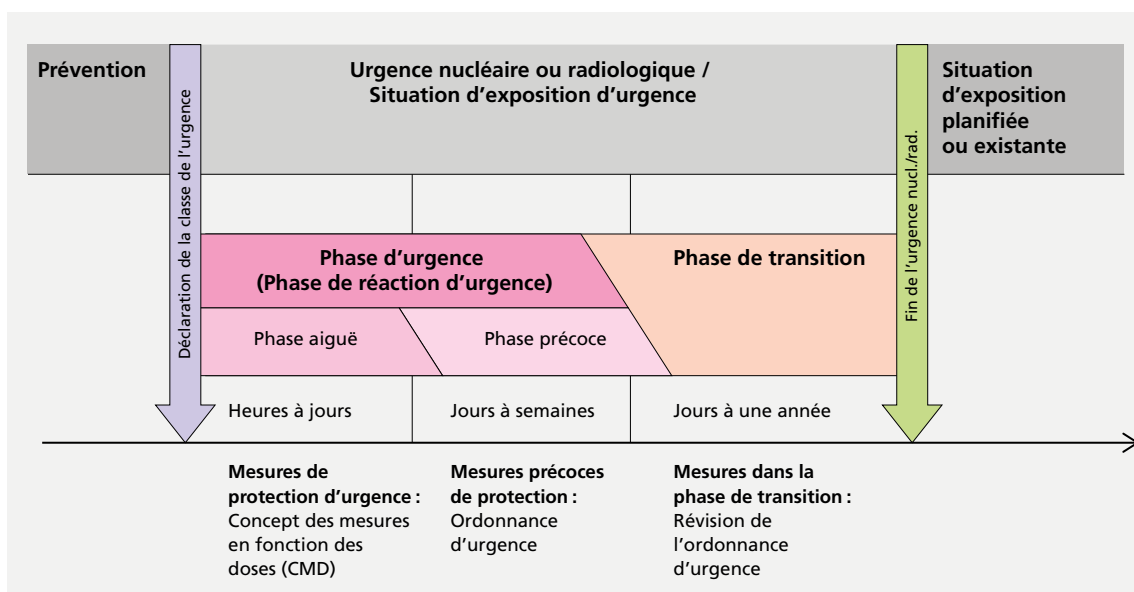 Prévention
Urgence nucléaire ou radiologique /
Situation d'exposition d'urgence
Situation
d'exposition
planifiée
ou existante
Déclaration de la classe de l'urgence
Fin de l'urgence nucl./rad.
Phase d'urgence
(Phase de réaction d'urgence)
Phase de transition
Phase aiguë
Phase précoce
Heures à jours
Jours à semaines
Jours à une année
Mesures de
protection d'urgence :
Concept des mesures
en fonction des
doses (CMD)
Mesures précoces
de protection :
Ordonnance
d'urgence
Mesures dans la
phase de transition :
Révision de
l'ordonnance
d'urgence